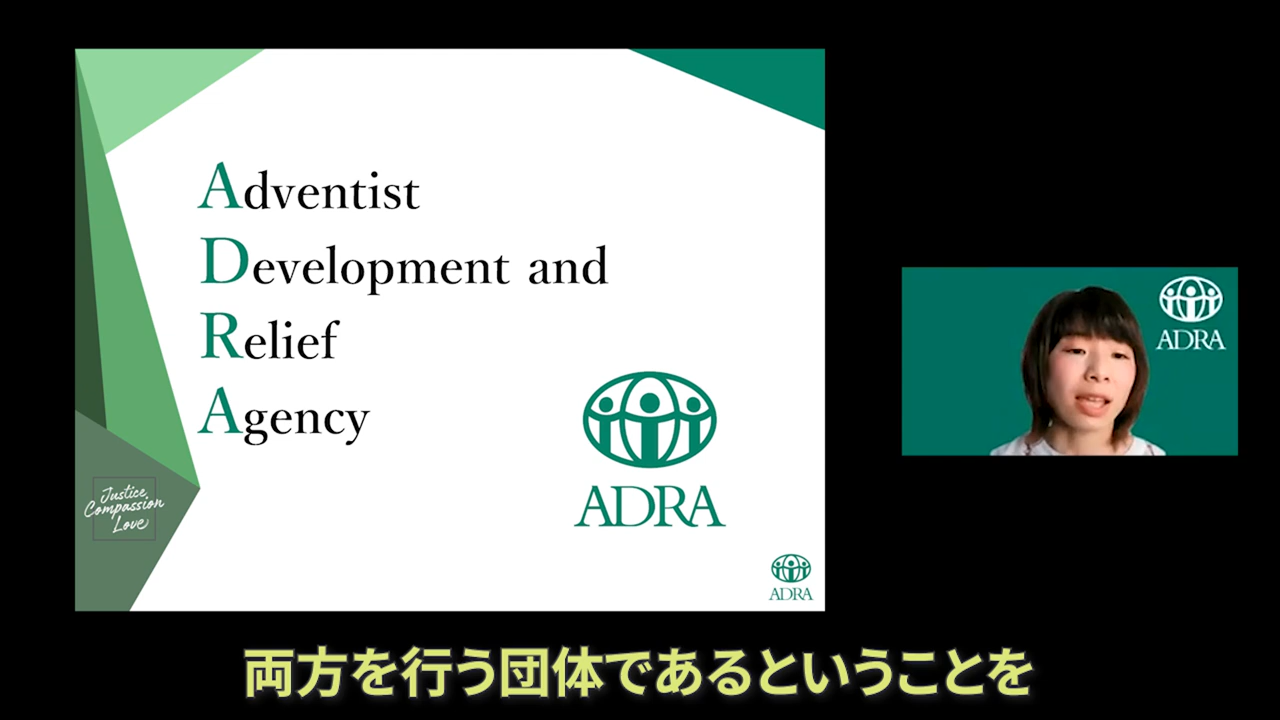 Adventist
Development and
Relief
Agency
ADRA
Justice,
Compassion
Love
ADRA
ADRA
両方を行う団体であるということを